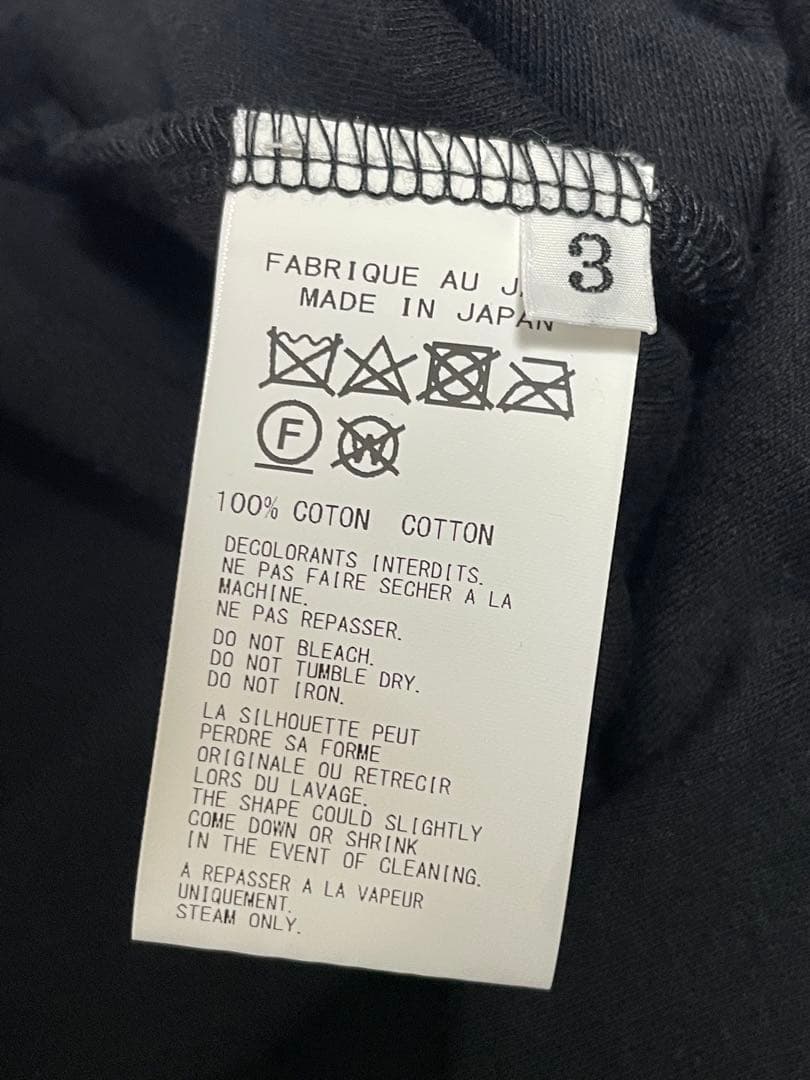 3
FABRIQUE AU J
MADE IN JAPAN
F
W
100% COTON COTTON
DECOLORANTS INTERDITS.
NE PAS FAIRE SECHER A LA
MACHINE.
NE PAS REPASSER.
DO NOT BLEACH.
DO NOT TUMBLE DRY.
DO NOT IRON.
LA SILHOUETTE PEUT
PERDRE SA FORME
ORIGINALE OU RETRECIR
LORS DU LAVAGE.
THE SHAPE COULD SLIGHTLY
COME DOWN OR SHRINK
IN THE EVENT OF CLEANING.
A REPASSER A LA VAPEUR
UNIQUEMENT.
STEAM ONLY.